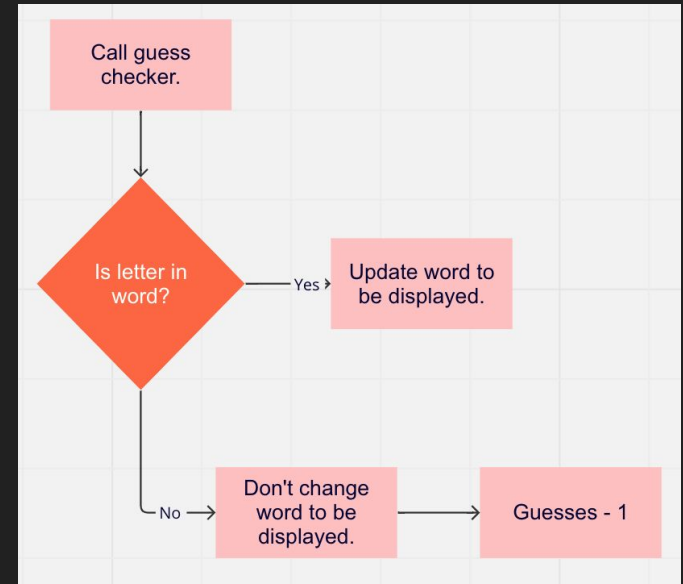 Call guess
checker.
Is letter in
word?
Yes
Update word to
be displayed.
No
Don't change
word to be
displayed.
Guesses - 1